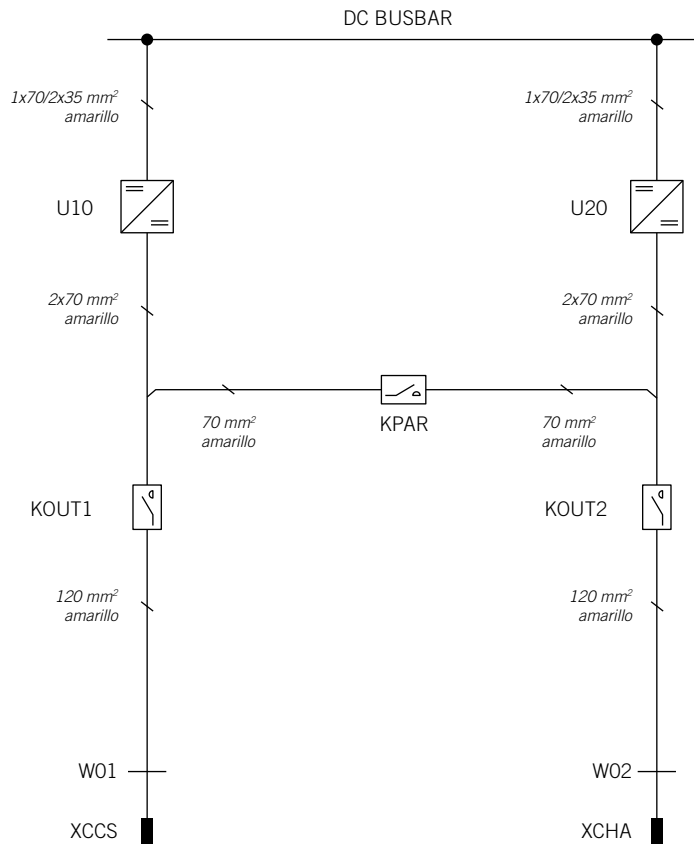 DC BUSBAR
1x70/2x35 mm²
amarillo
1x70/2x35 mm²
amarillo
U10
U20
2x70 mm²
amarillo
2x70 mm²
amarillo
70 mm²
amarillo
KPAR
70 mm²
amarillo
KOUT1
KOUT2
120 mm²
amarillo
120 mm²
amarillo
W01
W02
XCCS
XCHA